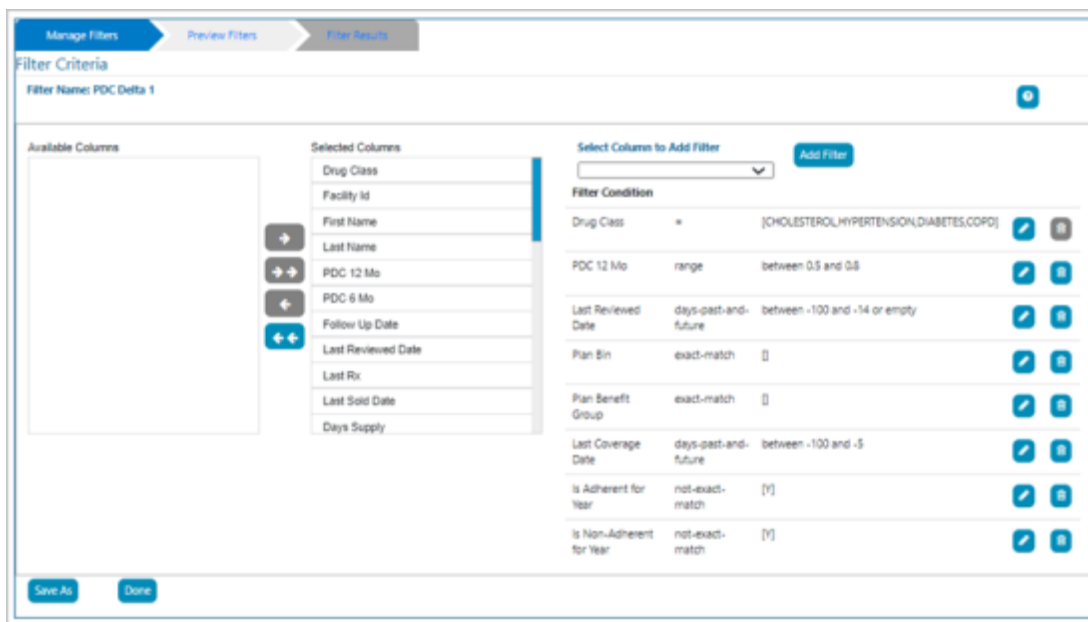 Manage Filters
Preview Filters
Filter Results
Filter Criteria
Filter Name: PDC Delta 1
Available Columns
Selected Columns
Drug Class
Facility Id
First Name
Last Name
PDC 12 Mo
PDC 6 Mo
Follow Up Date
Last Reviewed Date
Last Rx
Last Sold Date
Days Supply
Select Column to Add Filter
Add Filter
Filter Condition
Drug Class = [CHOLESTEROL,HYPERTENSION,DIABETES,COPD]
PDC 12 Mo range between 0.5 and 0.8
Last Reviewed days-past-and- between -100 and -14 or empty
Date future
Plan Bin exact-match []
Plan Benefit exact-match []
Group
Last Coverage days-past-and- between -100 and -5
Date future
Is Adherent for not-exact- [Y]
Year match
Is Non-Adherent not-exact- [Y]
for Year match
Save As
Done